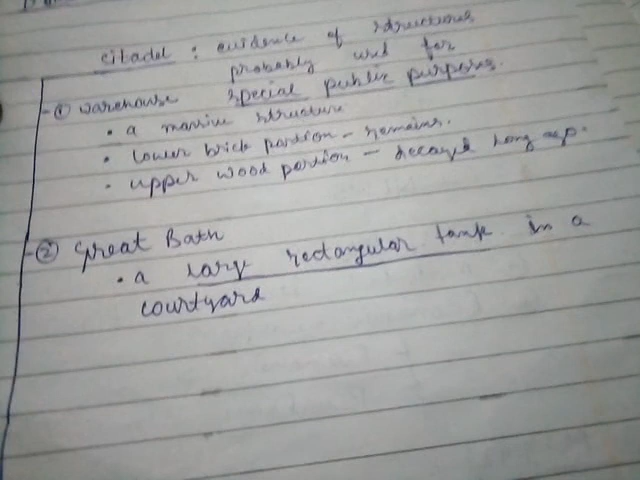 citadel : evidence of structures
probably used for
special public purposes.
① warehouse
• a massive structure
• lower brick portion - remains.
• upper wood portion - decayed long ago.
② Great Bath
• a large rectangular tank in a
courtyard